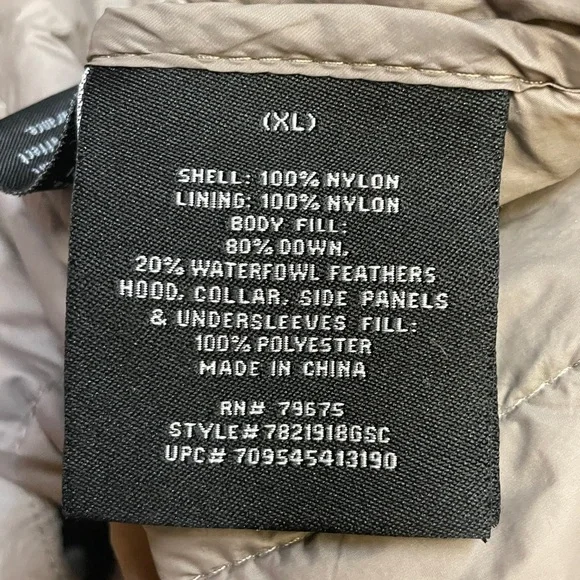 (XL)
SHELL: 100% NYLON
LINING: 100% NYLON
BODY FILL:
80% DOWN,
20% WATERFOWL FEATHERS
HOOD, COLLAR, SIDE PANELS
& UNDERSLEEVES FILL:
100% POLYESTER
MADE IN CHINA
RN# 79675
STYLE# 7821918GSC
UPC# 709545413190
affect